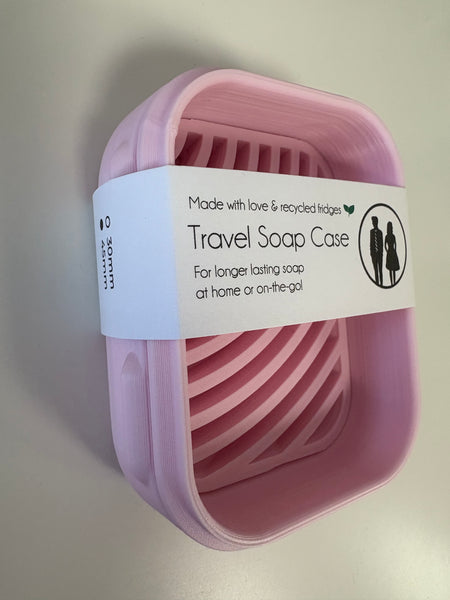 Made with love & recycled fridges
Travel Soap Case
For longer lasting soap
at home or on-the-go!
O 30mm
● 45mm